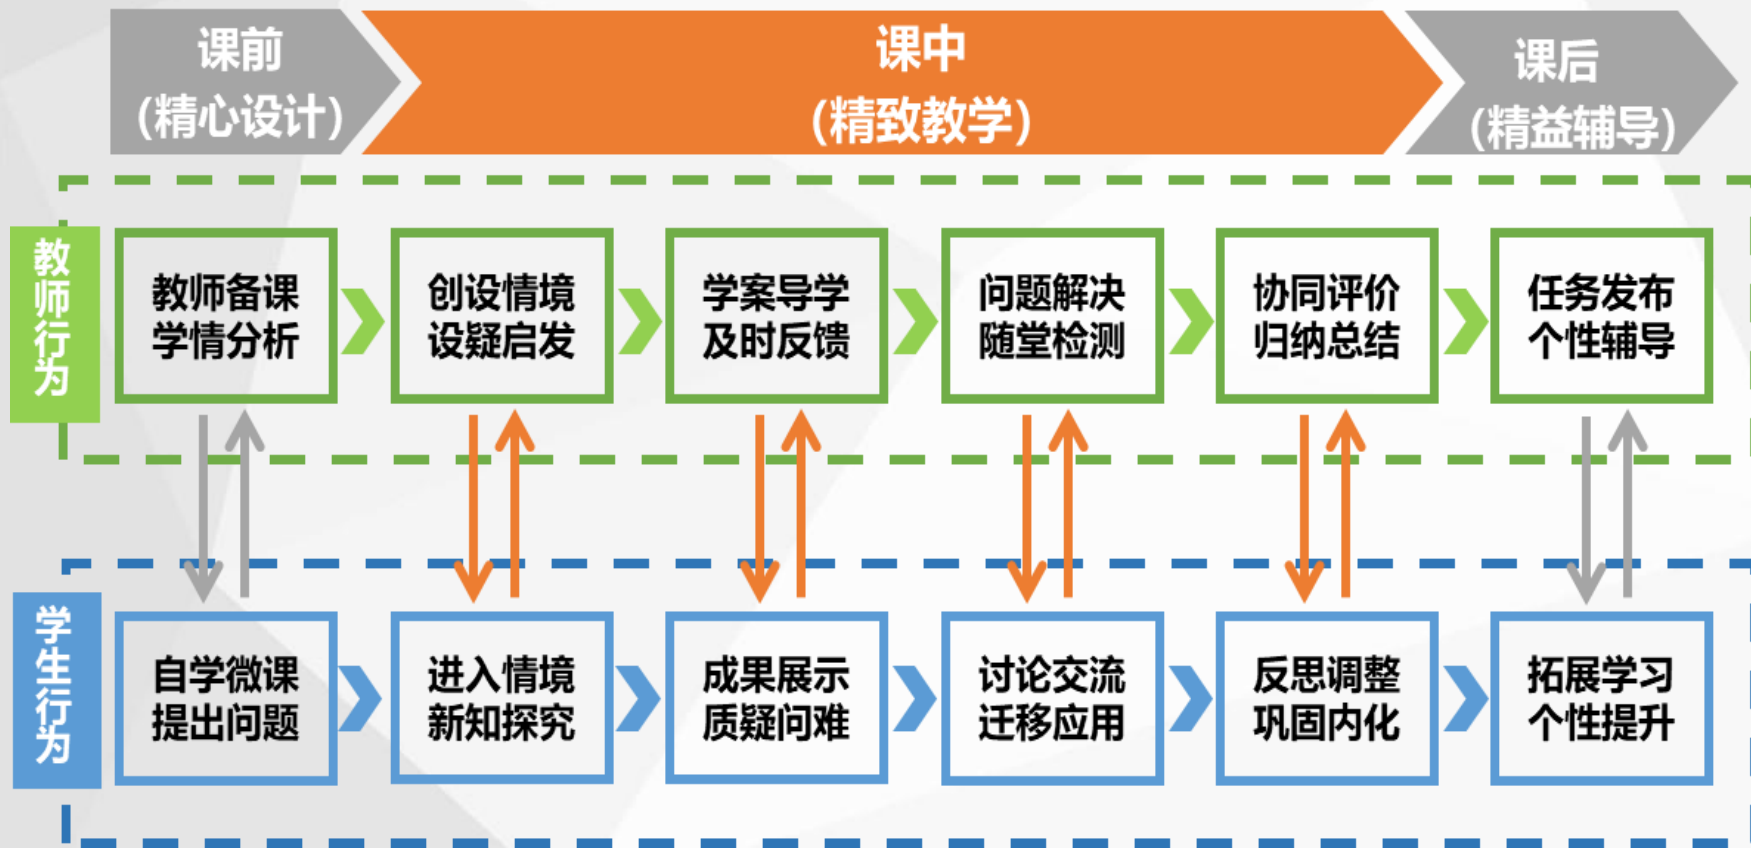 课前
(精心设计)
课中
(精致教学)
课后
(精益辅导)
教师行为
教师备课
学情分析
创设情境
设疑启发
学案导学
及时反馈
问题解决
随堂检测
协同评价
归纳总结
任务发布
个性辅导
学生行为
自学微课
提出问题
进入情境
新知探究
成果展示
质疑问难
讨论交流
迁移应用
反思调整
巩固内化
拓展学习
个性提升